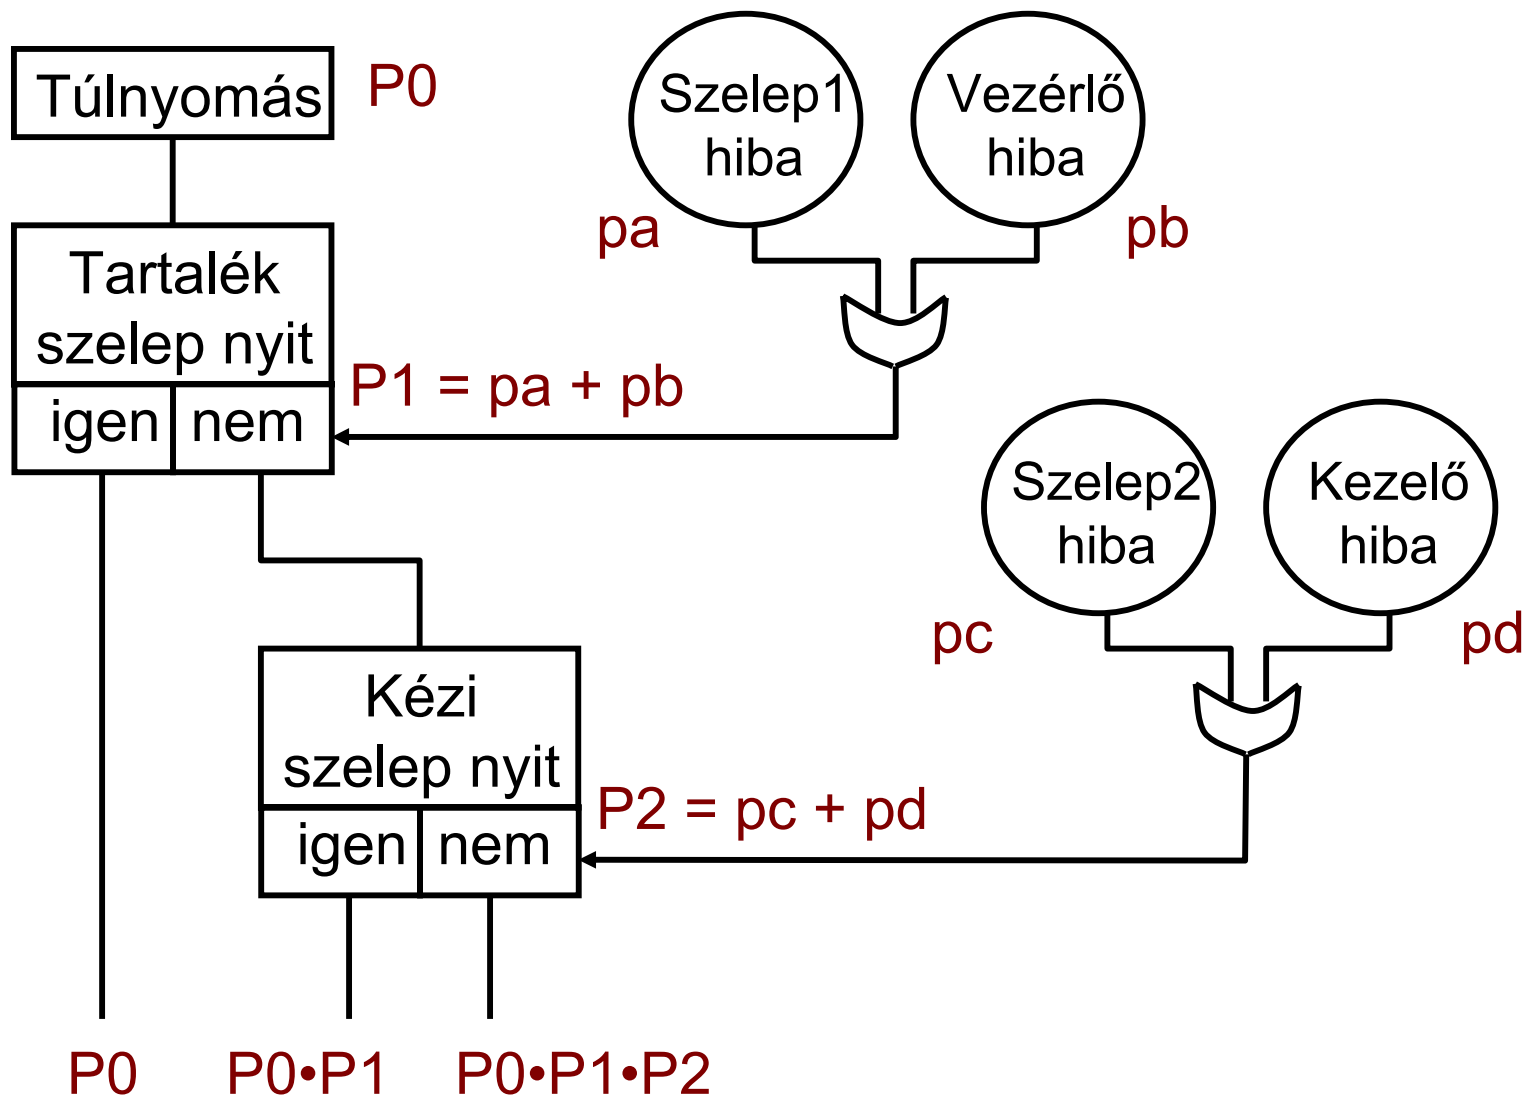 Túlnyomás
P0
Szelep1
hiba
pa
Vezérlő
hiba
pb
Tartalék
szelep nyit
igen
nem
P1 = pa + pb
Szelep2
hiba
pc
Kezelő
hiba
pd
Kézi
szelep nyit
igen
nem
P2 = pc + pd
P0
P0•P1
P0•P1•P2